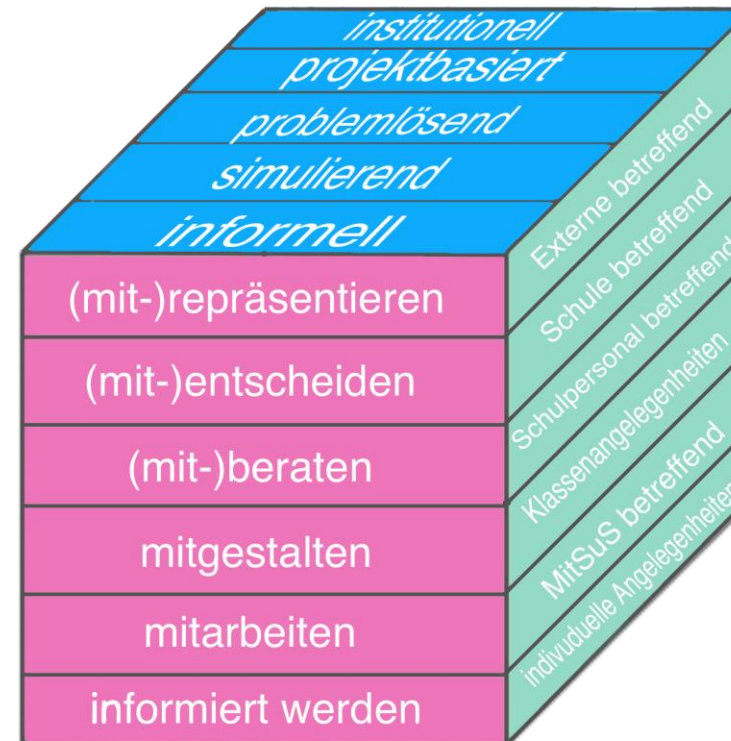 institutionell
projektbasiert
problemlösend
simulierend
informell
(mit-)repräsentieren
(mit-)entscheiden
(mit-)beraten
mitgestalten
mitarbeiten
informiert werden
Externe betreffend
Schule betreffend
Schulpersonal betreffend
Klassenangelegenheiten
MitSuS betreffend
indivuduelle Angelegenheiten